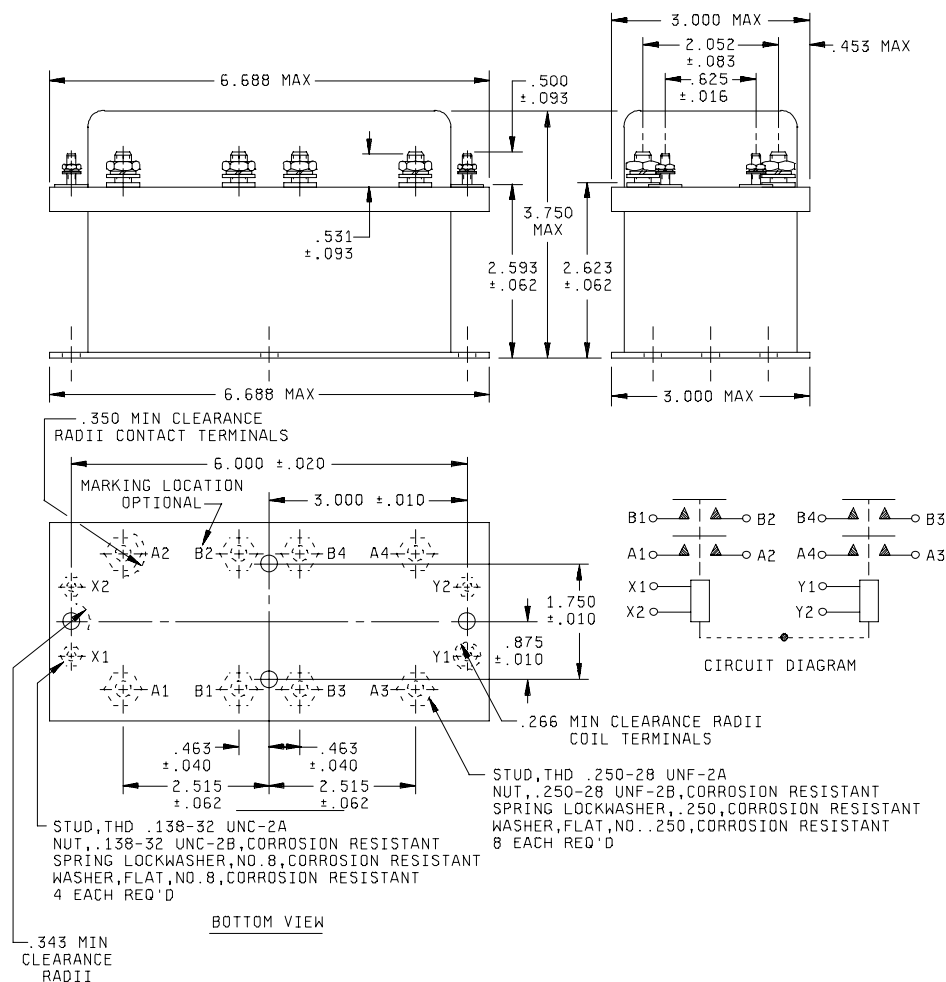 3.000 MAX
2.052
±.083
.453 MAX
.625
±.016
6.688 MAX
.500
±.093
.531
±.093
3.750
MAX
2.593
±.062
2.623
±.062
6.688 MAX
3.000 MAX
.350 MIN CLEARANCE
RADII CONTACT TERMINALS
6.000 ±.020
MARKING LOCATION
OPTIONAL
3.000 ±.010
A2
B2
B4
A4
X2
Y2
1.750
±.010
.875
±.010
X1
Y1
A1
B1
B3
A3
B1
B2
B4
B3
A1
A2
A4
A3
X1
X2
Y1
Y2
CIRCUIT DIAGRAM
.266 MIN CLEARANCE RADII
COIL TERMINALS
.463
±.040
.463
±.040
2.515
±.062
2.515
±.062
STUD,THD .250-28 UNF-2A
NUT,.250-28 UNF-2B,CORROSION RESISTANT
SPRING LOCKWASHER,.250,CORROSION RESISTANT
WASHER,FLAT,NO..250,CORROSION RESISTANT
8 EACH REQ'D
STUD,THD .138-32 UNC-2A
NUT,.138-32 UNC-2B,CORROSION RESISTANT
SPRING LOCKWASHER,NO.8,CORROSION RESISTANT
WASHER,FLAT,NO.8,CORROSION RESISTANT
4 EACH REQ'D
BOTTOM VIEW
.343 MIN
CLEARANCE
RADII